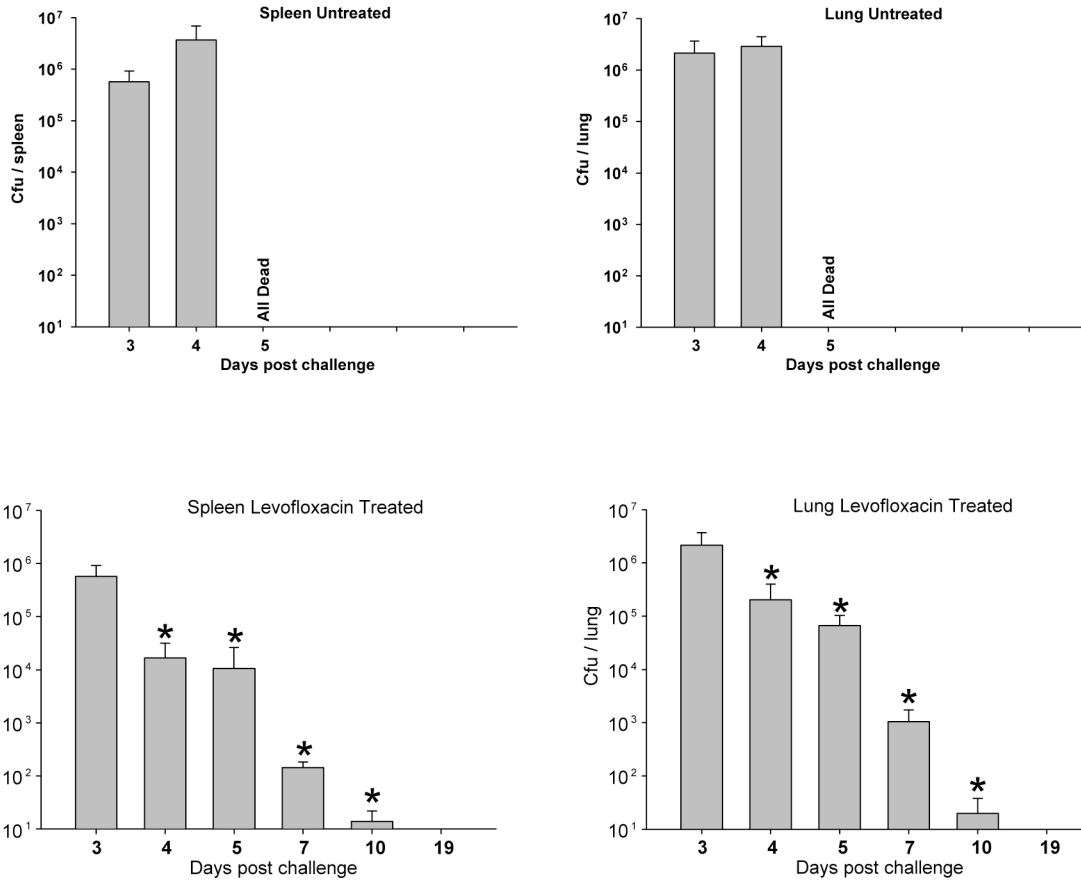 Spleen Untreated
Cfu / spleen
10⁷
10⁶
10⁵
10⁴
10³
10²
10¹
All Dead
3 4 5
Days post challenge
Lung Untreated
Cfu / lung
10⁷
10⁶
10⁵
10⁴
10³
10²
10¹
All Dead
3 4 5
Days post challenge
Spleen Levofloxacin Treated
10⁷
10⁶
10⁵
10⁴
10³
10²
10¹
* * * *
3 4 5 7 10 19
Days post challenge
Lung Levofloxacin Treated
Cfu / lung
10⁷
10⁶
10⁵
10⁴
10³
10²
10¹
* * * *
3 4 5 7 10 19
Days post challenge